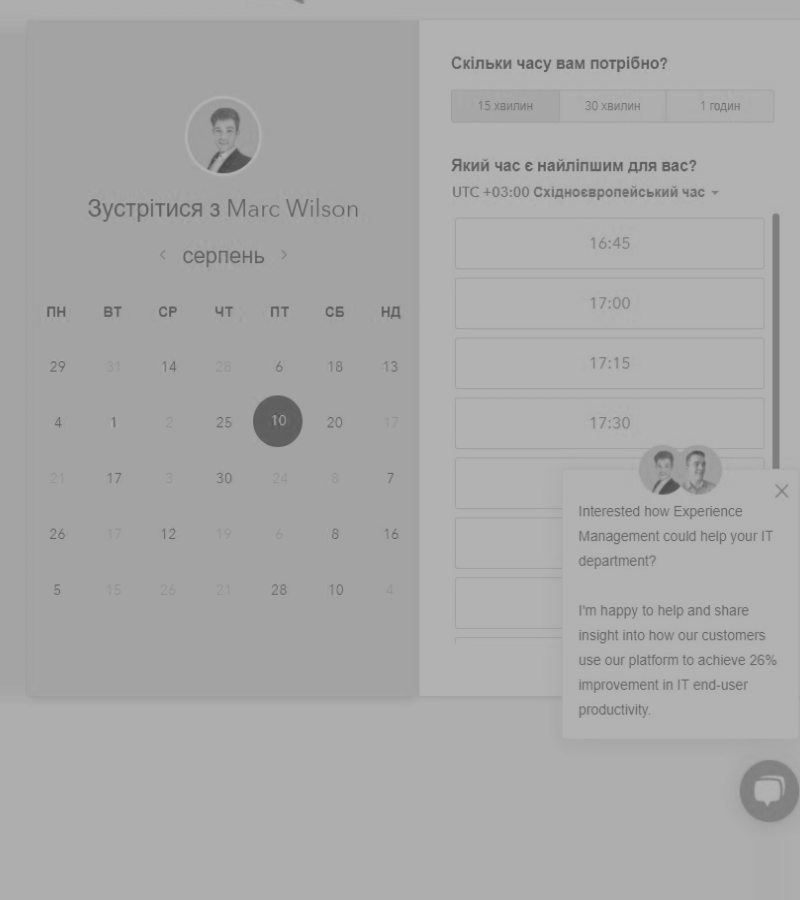 Зустрітися з Marc Wilson
серпень
ПН ВТ СР ЧТ ПТ СБ НД
29 31 14 28 6 18 13
4 1 2 25 10 20 17
21 17 3 30 24 8 7
26 17 12 19 6 8 16
5 15 26 21 28 10 4
Скільки часу вам потрібно?
15 хвилин 30 хвилин 1 годин
Який час є найліпшим для вас?
UTC +03:00 Східноєвропейський час
16:45
17:00
17:15
17:30
Interested how Experience
Management could help your IT
department?
I'm happy to help and share
insight into how our customers
use our platform to achieve 26%
improvement in IT end-user
productivity.